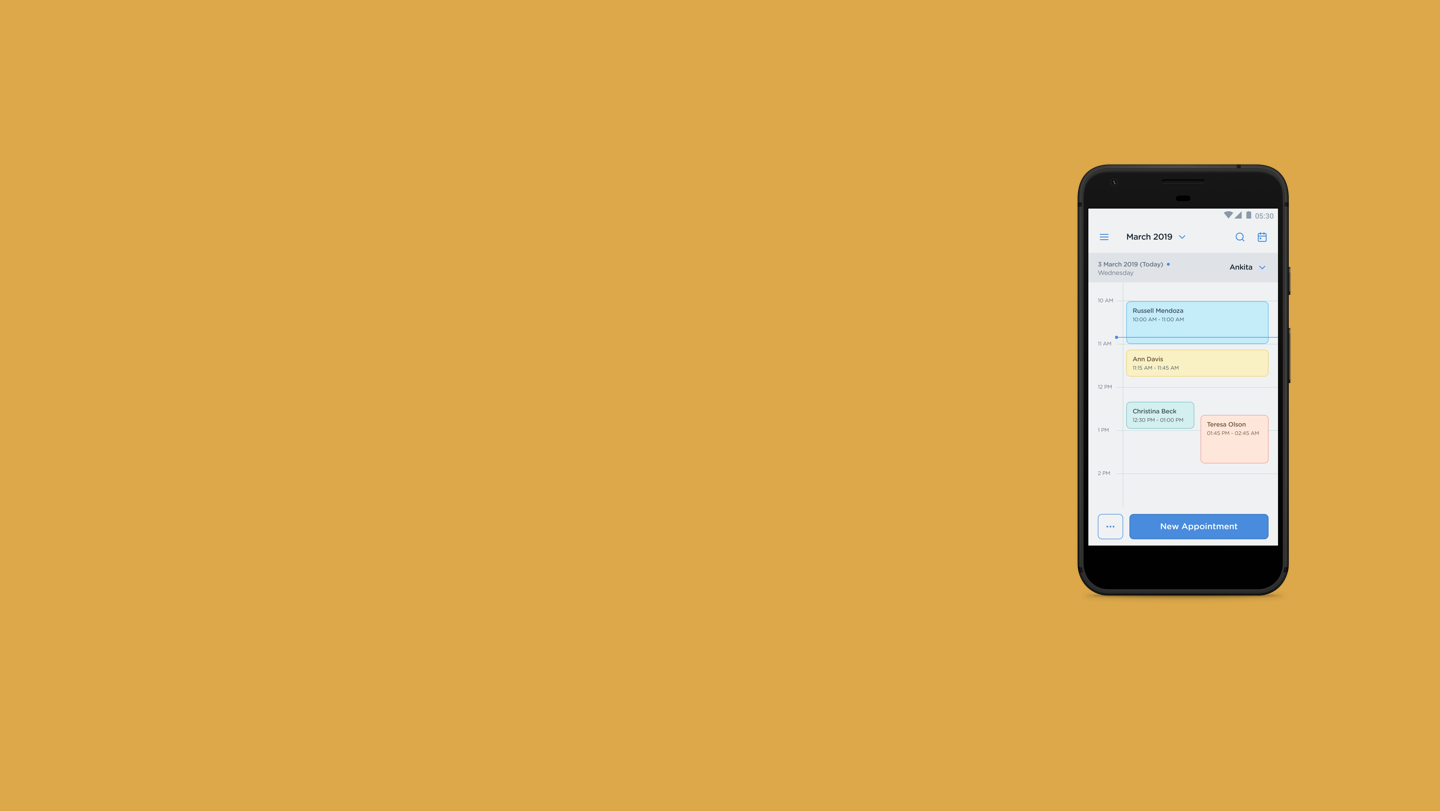 05:30
March 2019
3 March 2019 (Today)
Wednesday
Ankita
10 AM
Russell Mendoza
10:00 AM - 11:00 AM
11 AM
Ann Davis
11:15 AM - 11:45 AM
12 PM
Christina Beck
12:30 PM - 01:00 PM
Teresa Olson
01:45 PM - 02:45 AM
1 PM
2 PM
New Appointment